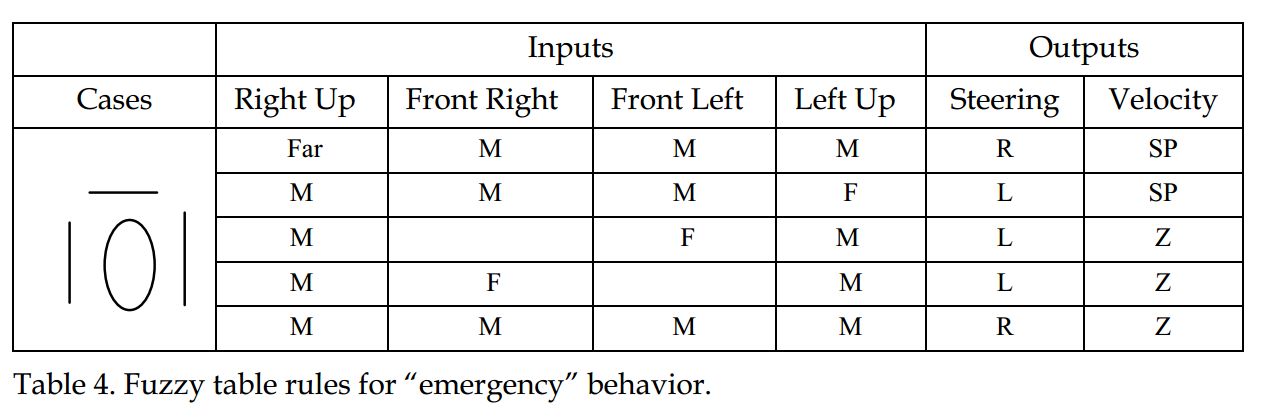 Inputs Outputs
Cases Right Up Front Right Front Left Left Up Steering Velocity
Far M M M R SP
M M M F L SP
M F M L Z
M F M L Z
M M M M R Z
Table 4. Fuzzy table rules for “emergency” behavior.